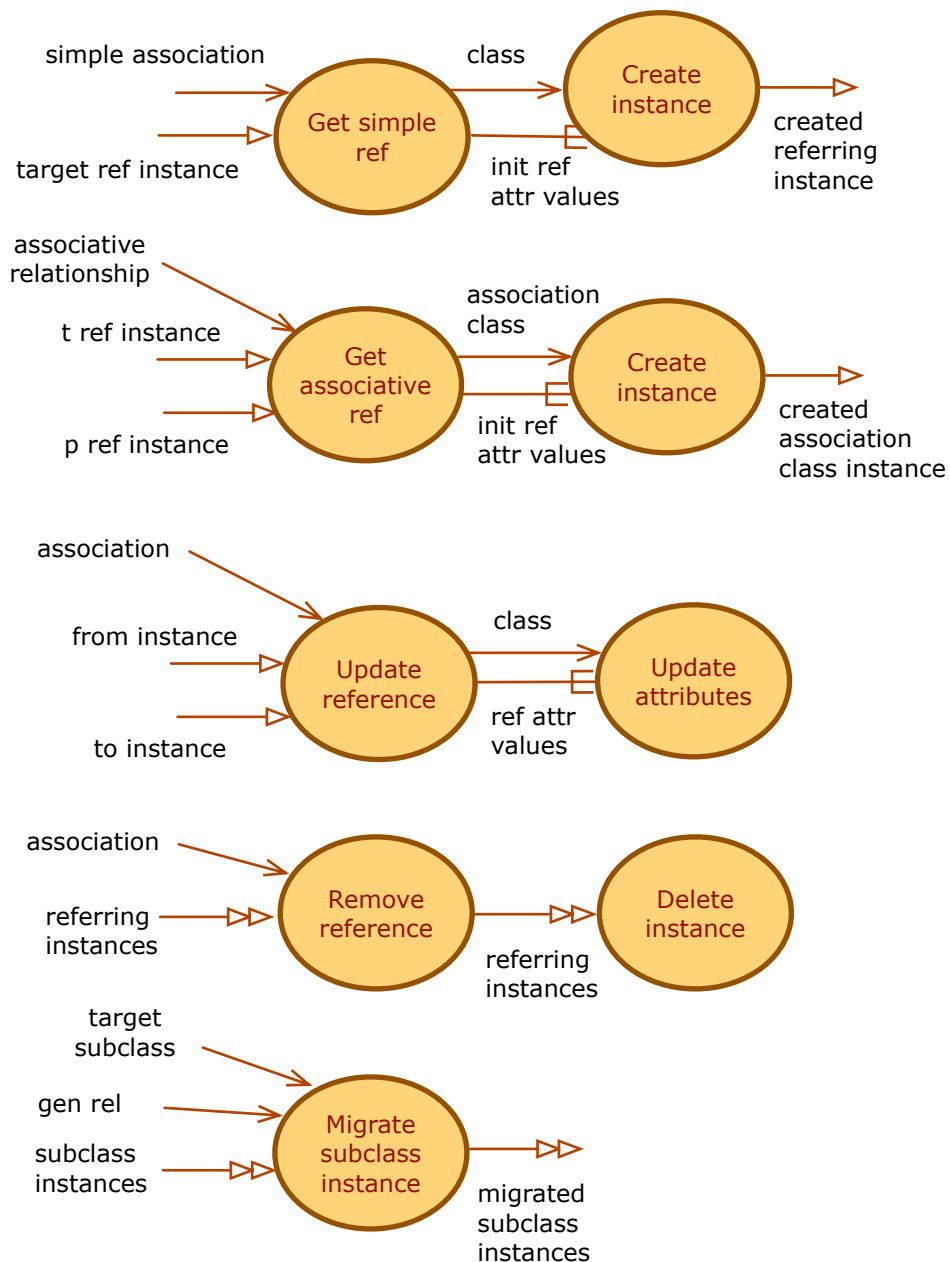 simple association
class
Create
instance
Get simple
ref
target ref instance
init ref
attr values
created
referring
instance
associative
relationship
t ref instance
p ref instance
Get
associative
ref
association
class
init ref
attr values
Create
instance
created
association
class instance
association
from instance
to instance
Update
reference
class
ref attr
values
Update
attributes
association
referring
instances
Remove
reference
referring
instances
Delete
instance
target
subclass
gen rel
subclass
instances
Migrate
subclass
instance
migrated
subclass
instances